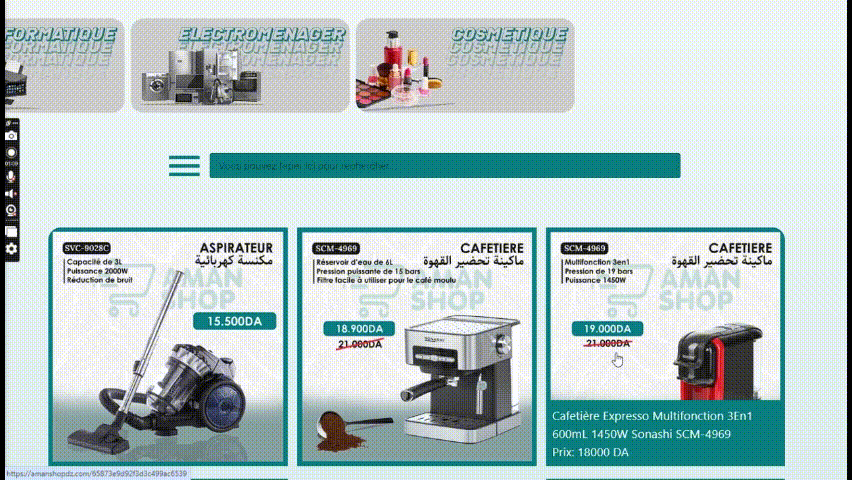 FORMATIQUE
ELECTROMENAGER
COSMETIQUE
Vous pouvez taper ici pour rechercher...
SVC-9028C
ASPIRATEUR
مكنسة كهربائية
Capacité de 3L
Puissance 2000W
Réduction de bruit
AMAN
SHOP
15.500DA
SCM-4969
CAFETIERE
ماكينة تحضير القهوة
Réservoir d'eau de 6L
Pression puissante de 15 bars
Filtre facile à utiliser pour le café moulu
AMAN
SHOP
18.900DA
21.000DA
SCM-4969
CAFETIERE
ماكينة تحضير القهوة
Multifonction 3en1
Pression de 19 bars
Puissance 1450W
AMAN
SHOP
19.000DA
21.000DA
Cafetière Expresso Multifonction 3En1
600mL 1450W Sonashi SCM-4969
Prix: 18000 DA
https://amanshopdz.com/65873e9d92f3d3c499ac6539